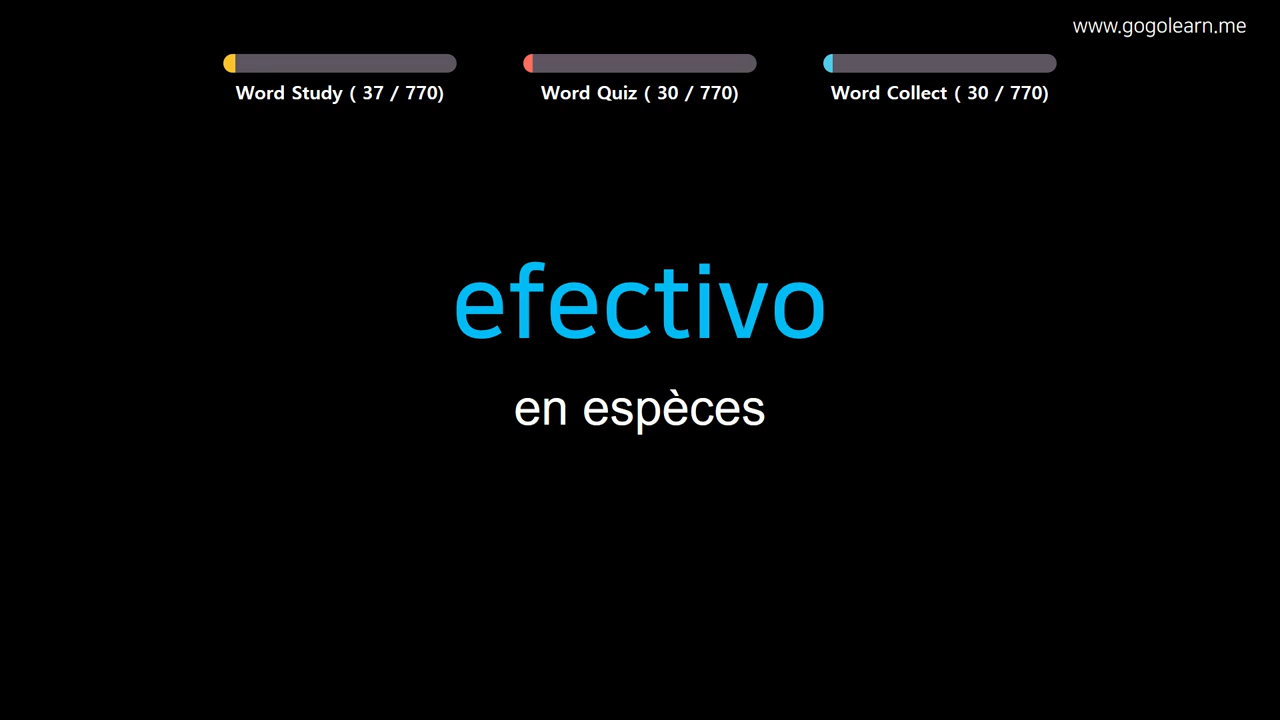 www.gogolearn.me
Word Study ( 37 / 770)
Word Quiz ( 30 / 770)
Word Collect ( 30 / 770)
efectivo
en espèces